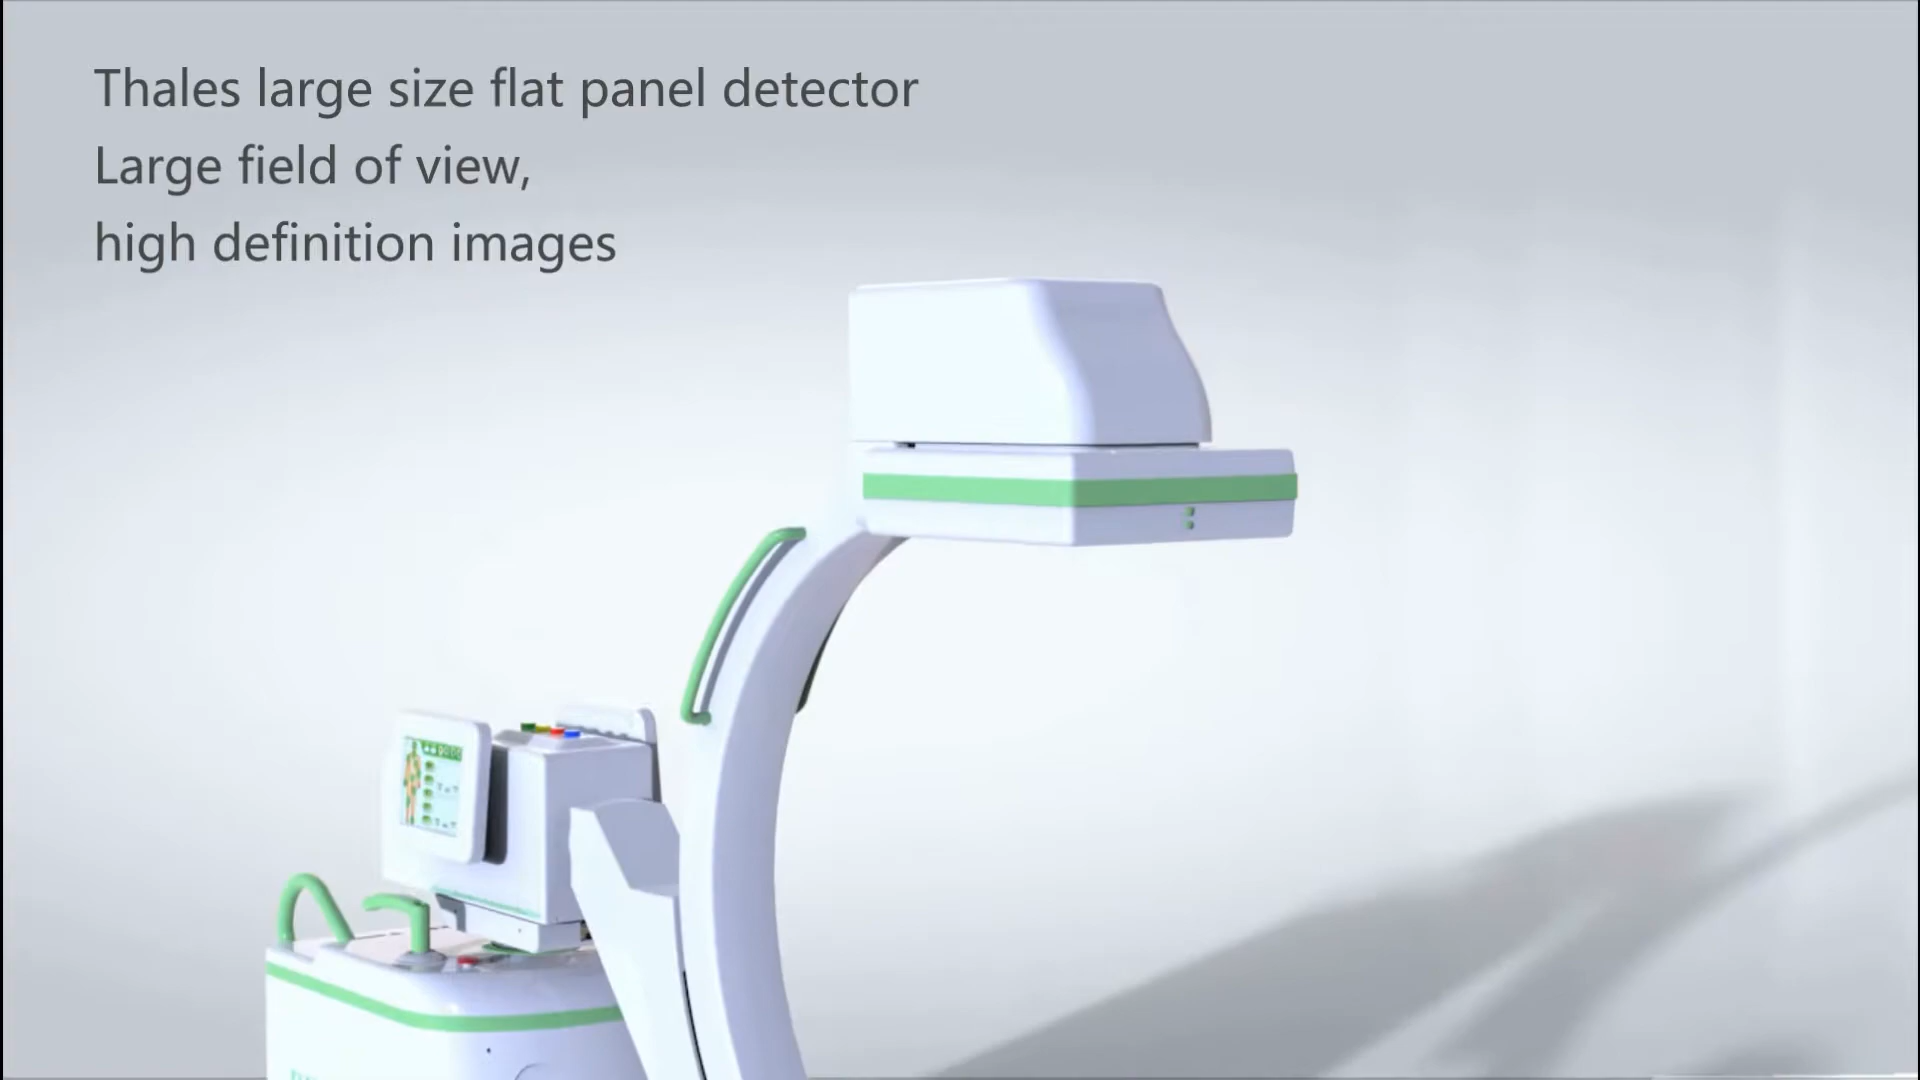 Thales large size flat panel detector
Large field of view,
high definition images